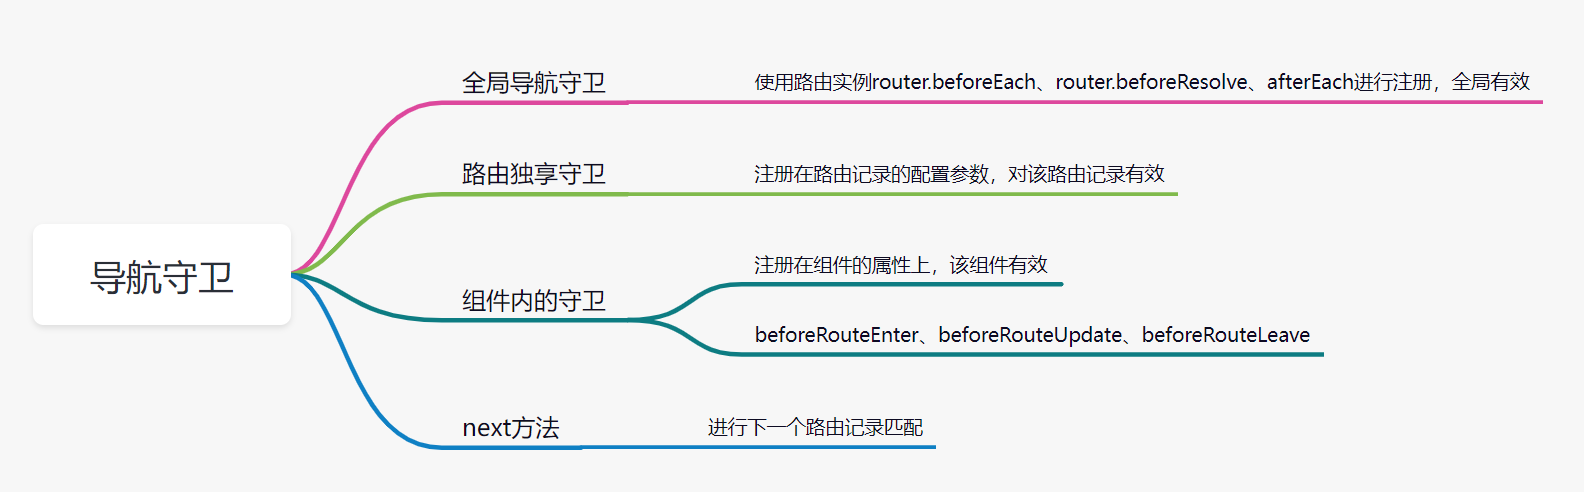 导航守卫
全局导航守卫
使用路由实例router.beforeEach、router.beforeResolve、afterEach进行注册，全局有效
路由独享守卫
注册在路由记录的配置参数，对该路由记录有效
组件内的守卫
注册在组件的属性上，该组件有效
beforeRouteEnter、beforeRouteUpdate、beforeRouteLeave
next方法
进行下一个路由记录匹配